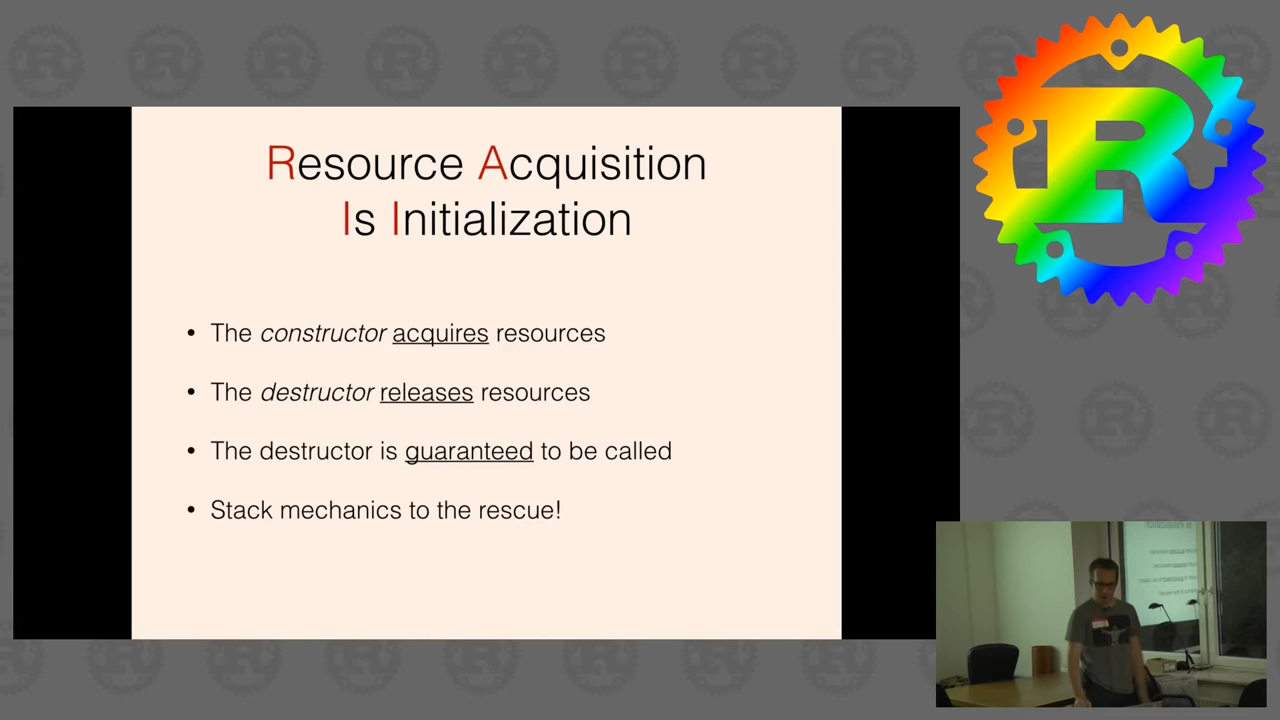 Resource Acquisition
Is Initialization
• The constructor acquires resources
• The destructor releases resources
• The destructor is guaranteed to be called
• Stack mechanics to the rescue!